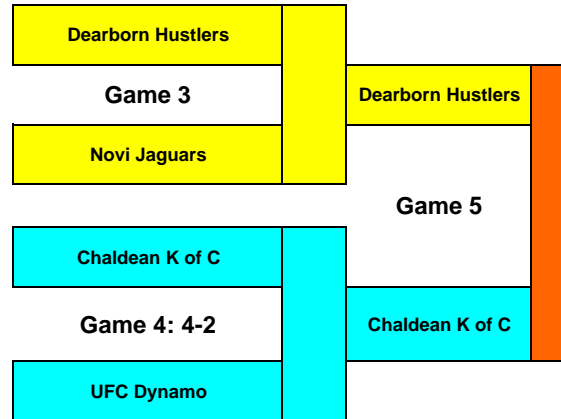 Dearborn Hustlers
Game 3
Dearborn Hustlers
Novi Jaguars
Game 5
Chaldean K of C
Game 4: 4-2
Chaldean K of C
UFC Dynamo